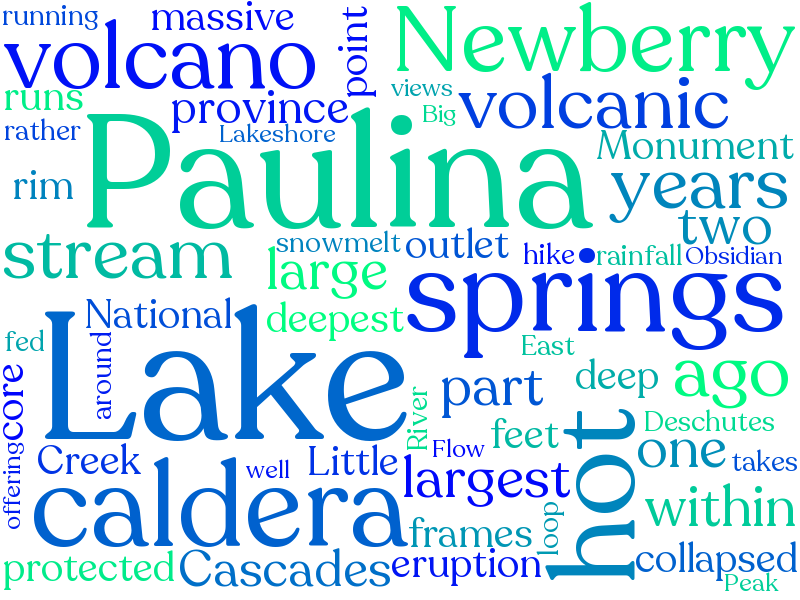 running
massive
point
Newberry
volcano
views
runs
province
Big
volcanic
rather
Lakeshore
Paulina
Monument
rim
years
two
stream
snowmelt
outlet
hike
rainfall
Obsidian
large
springs
National
deepest
fed
around
Lake
East
core
River
part
deep
ago
hot
Deschutes
feet
one
Creek
well
Little
Flow
takes
offering
caldera
largest
within
frames
loop
protected
Cascades
eruption
collapsed
Peak